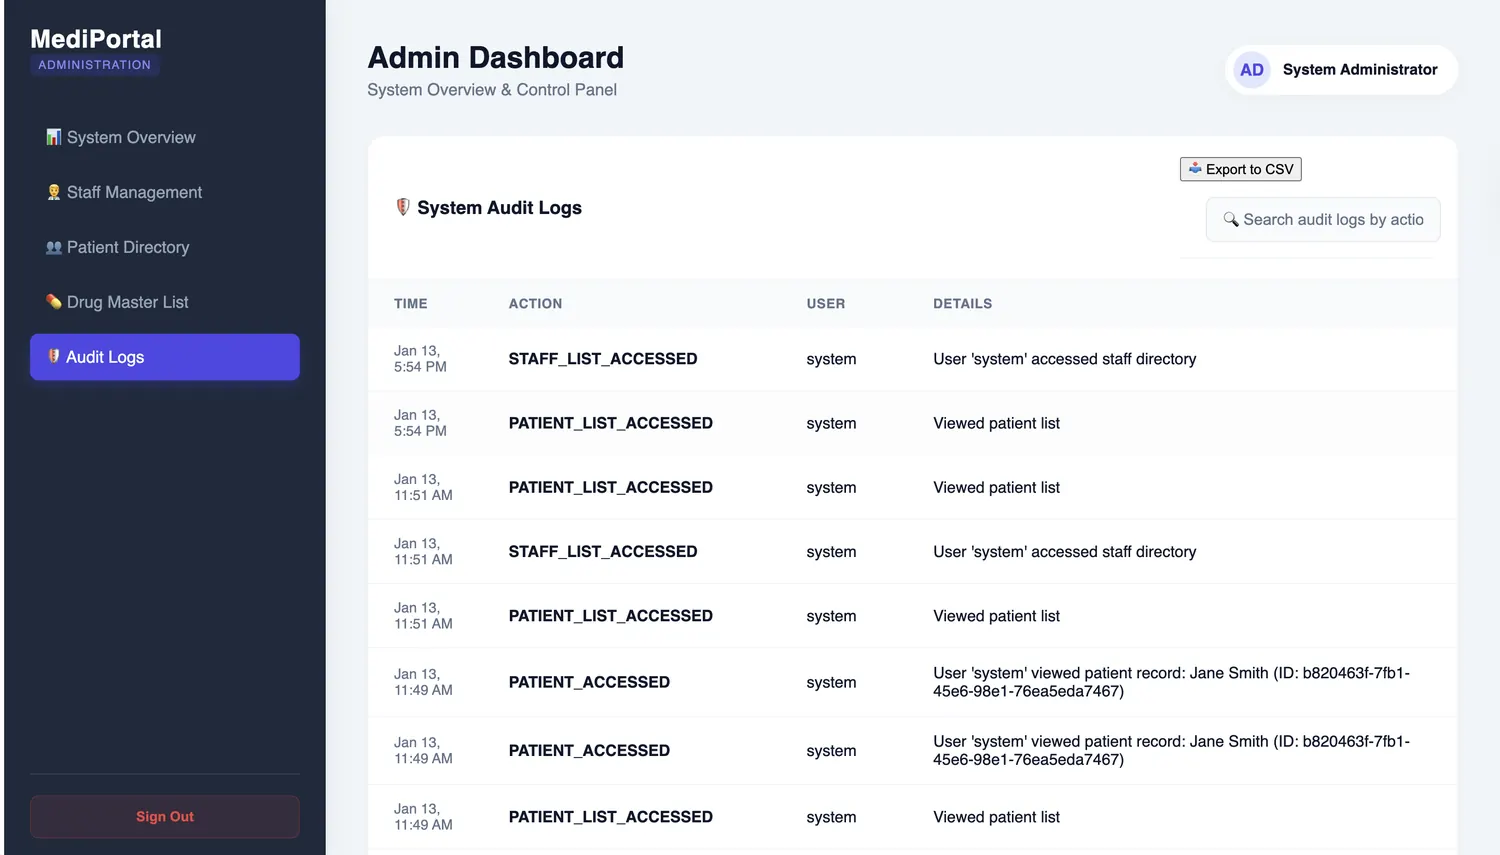 MediPortal
ADMINISTRATION
System Overview
Staff Management
Patient Directory
Drug Master List
Audit Logs
Sign Out
Admin Dashboard
System Overview & Control Panel
AD System Administrator
Export to CSV
System Audit Logs
Search audit logs by actio
TIME ACTION USER DETAILS
Jan 13,
5:54 PM STAFF_LIST_ACCESSED system User 'system' accessed staff directory
Jan 13,
5:54 PM PATIENT_LIST_ACCESSED system Viewed patient list
Jan 13,
11:51 AM PATIENT_LIST_ACCESSED system Viewed patient list
Jan 13,
11:51 AM STAFF_LIST_ACCESSED system User 'system' accessed staff directory
Jan 13,
11:51 AM PATIENT_LIST_ACCESSED system Viewed patient list
Jan 13,
11:49 AM PATIENT_ACCESSED system User 'system' viewed patient record: Jane Smith (ID: b820463f-7fb1-
45e6-98e1-76ea5eda7467)
Jan 13,
11:49 AM PATIENT_ACCESSED system User 'system' viewed patient record: Jane Smith (ID: b820463f-7fb1-
45e6-98e1-76ea5eda7467)
Jan 13,
11:49 AM PATIENT_LIST_ACCESSED system Viewed patient list